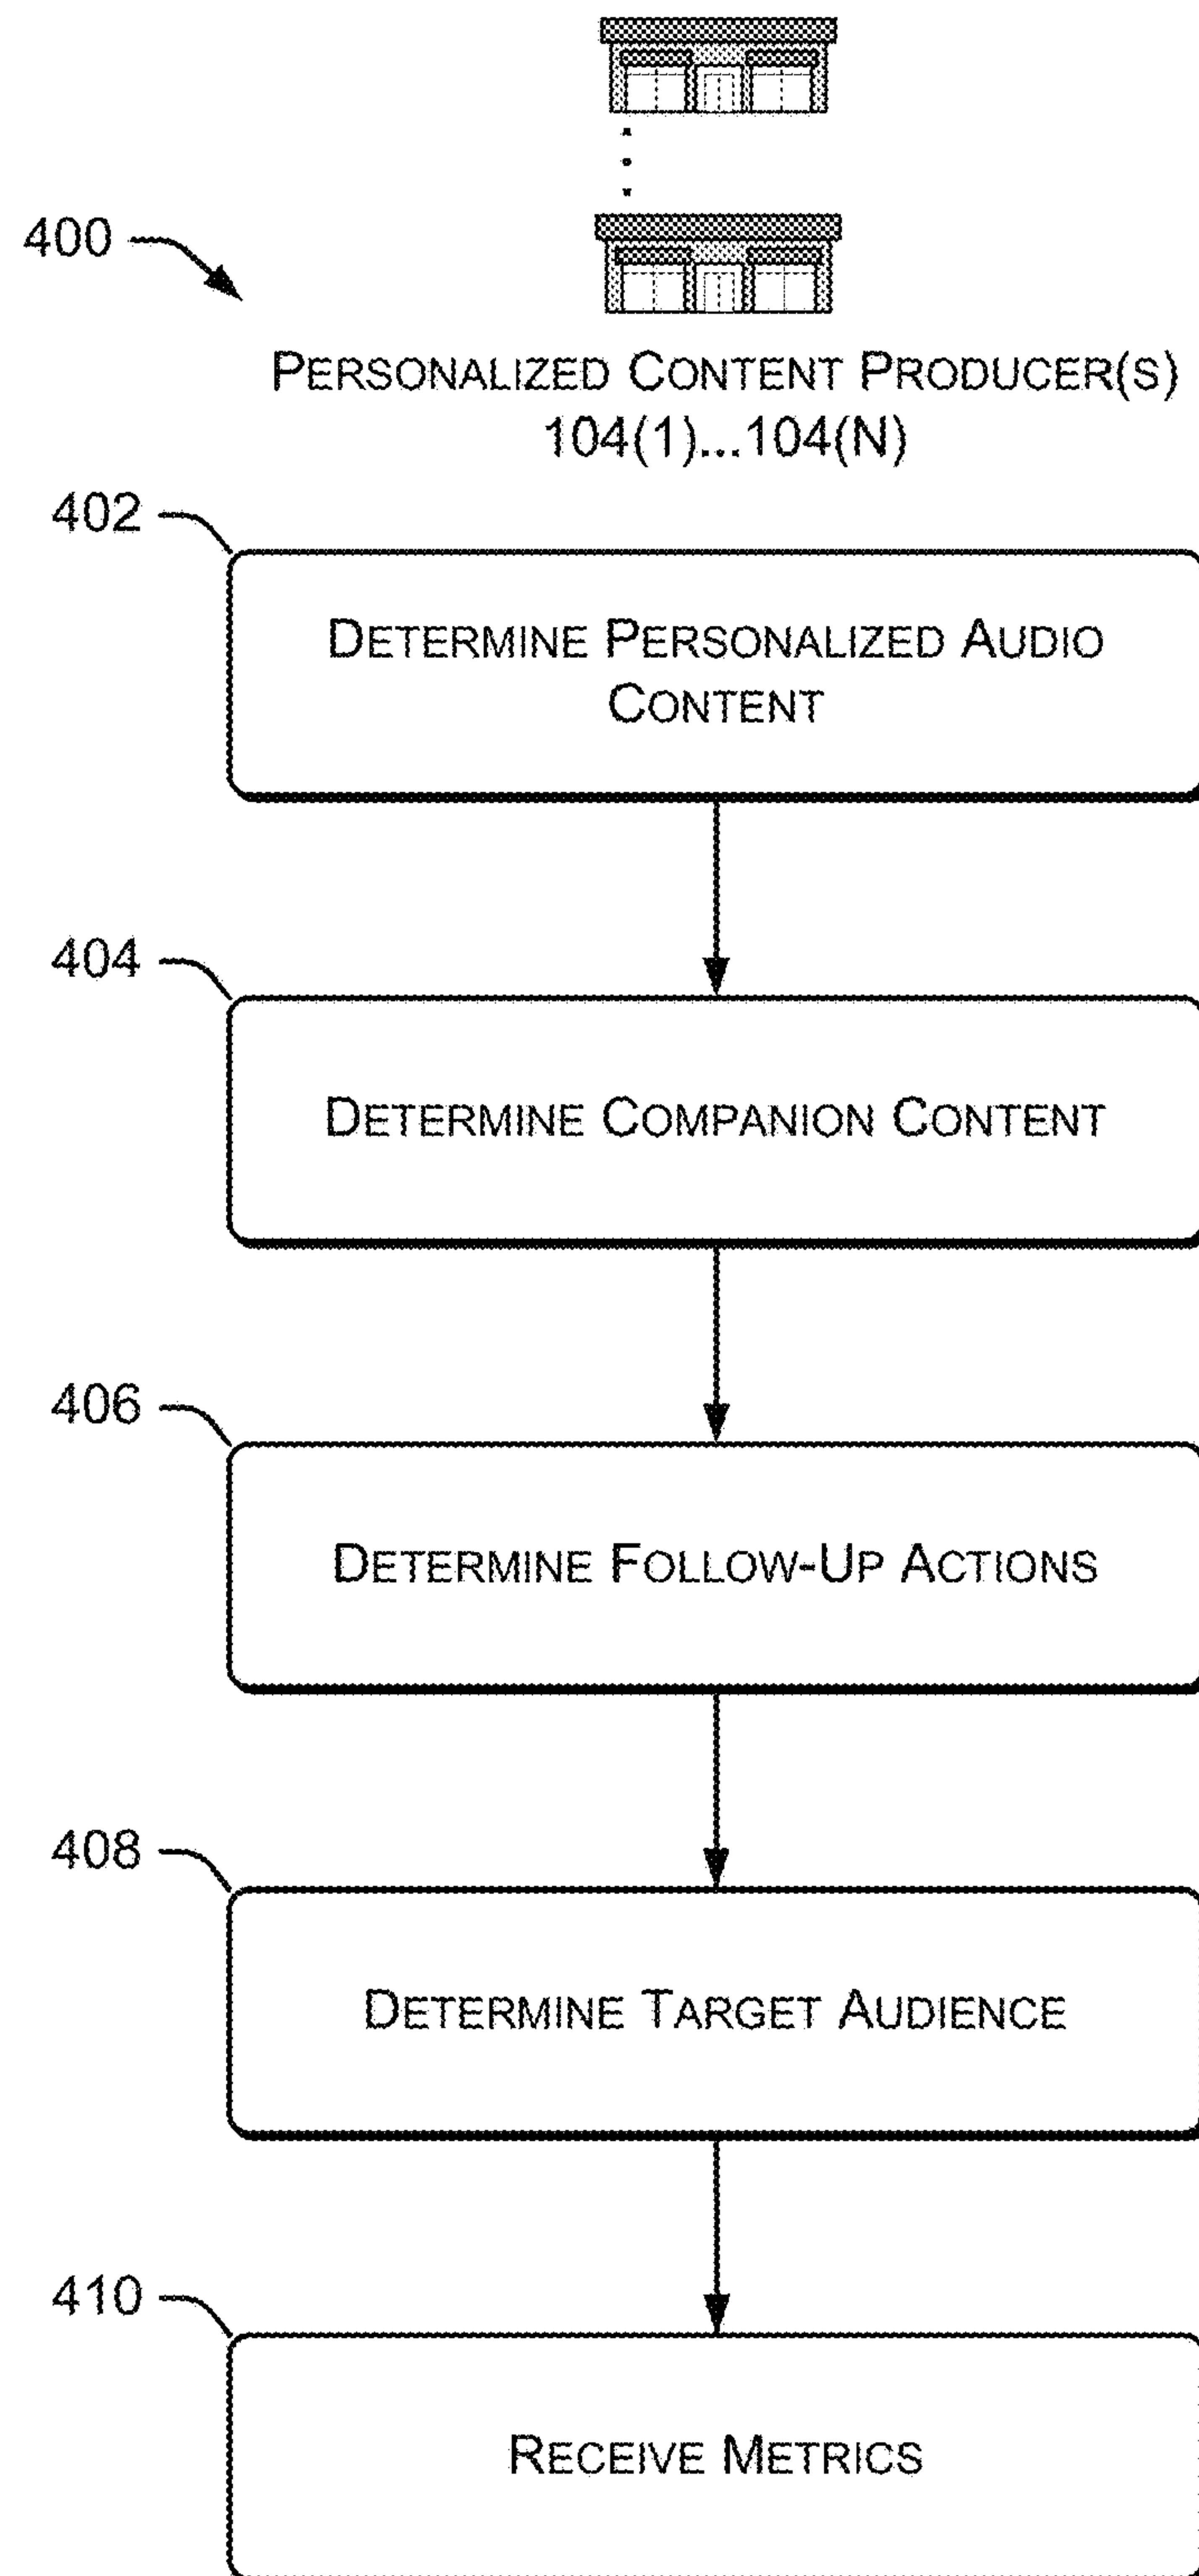 400
PERSONALIZED CONTENT PRODUCER(S)
104(1)...104(N)
402
DETERMINE PERSONALIZED AUDIO
CONTENT
404
DETERMINE COMPANION CONTENT
406
DETERMINE FOLLOW-UP ACTIONS
408
DETERMINE TARGET AUDIENCE
410
RECEIVE METRICS